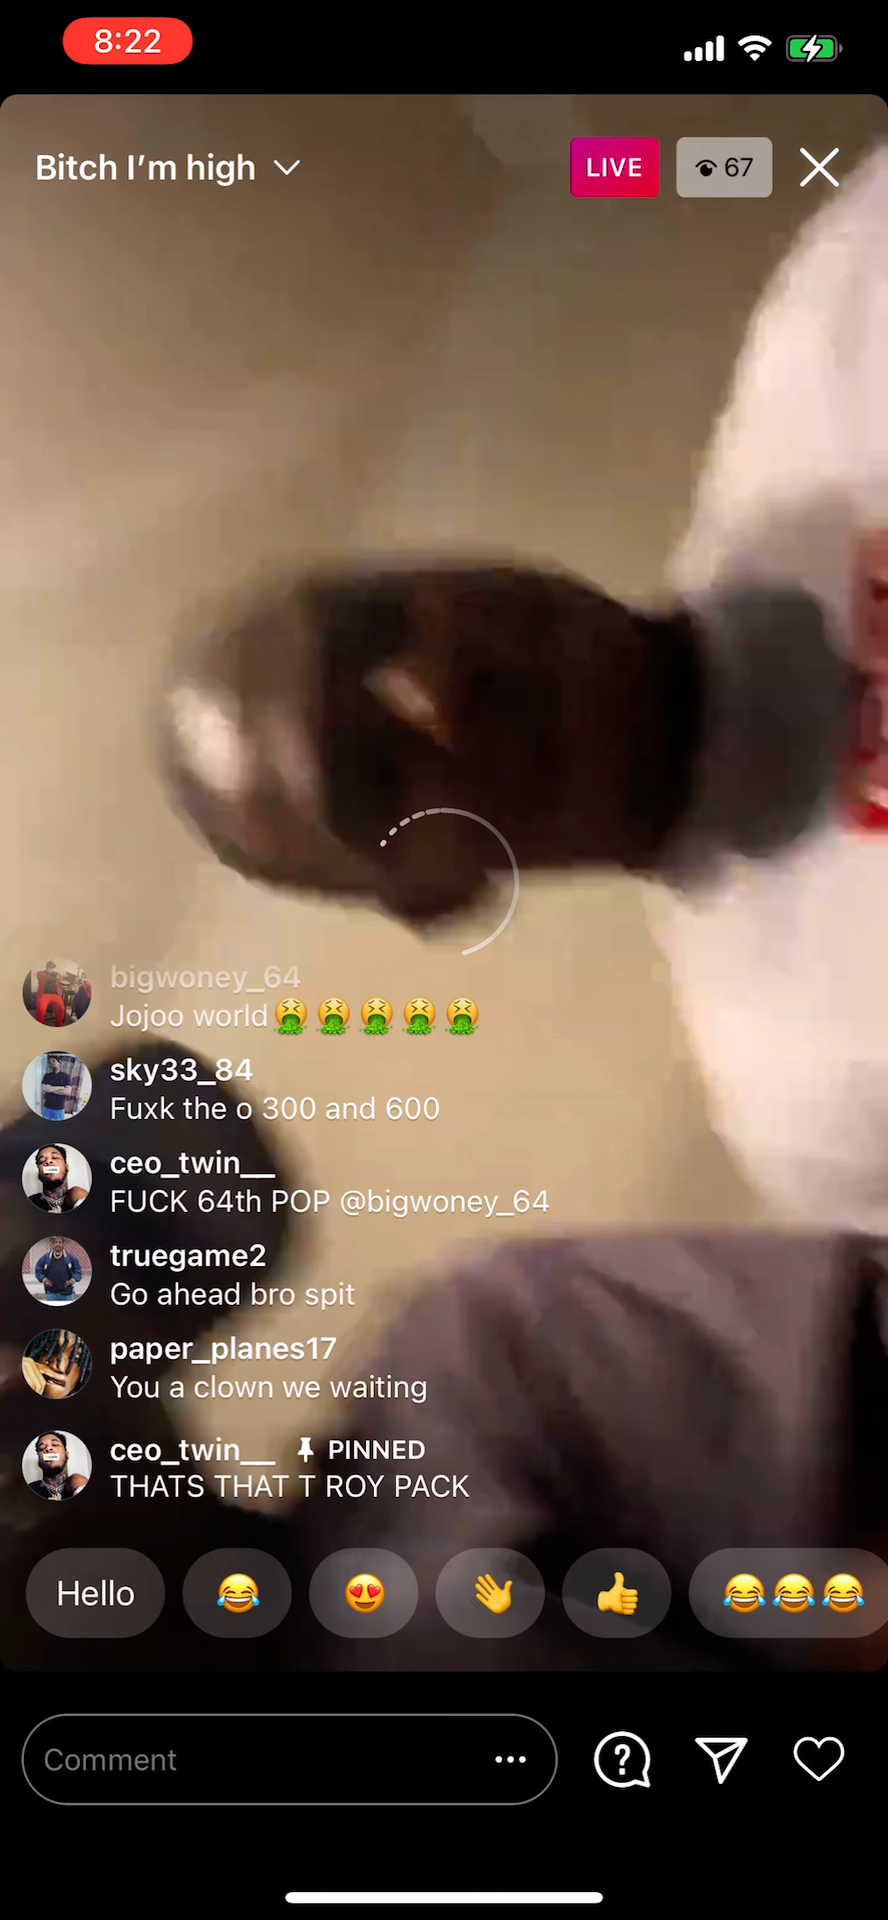 8:22
Bitch I’m high
LIVE
67
bigwoney_64
Jojoo world🤮🤮🤮🤮🤮
sky33_84
Fuxk the o 300 and 600
ceo_twin__
FUCK 64th POP @bigwoney_64
truegame2
Go ahead bro spit
paper_planes17
You a clown we waiting
ceo_twin__ PINNED
THATS THAT T ROY PACK
Hello 😂 😍 👋 👍 😂😂😂
Comment